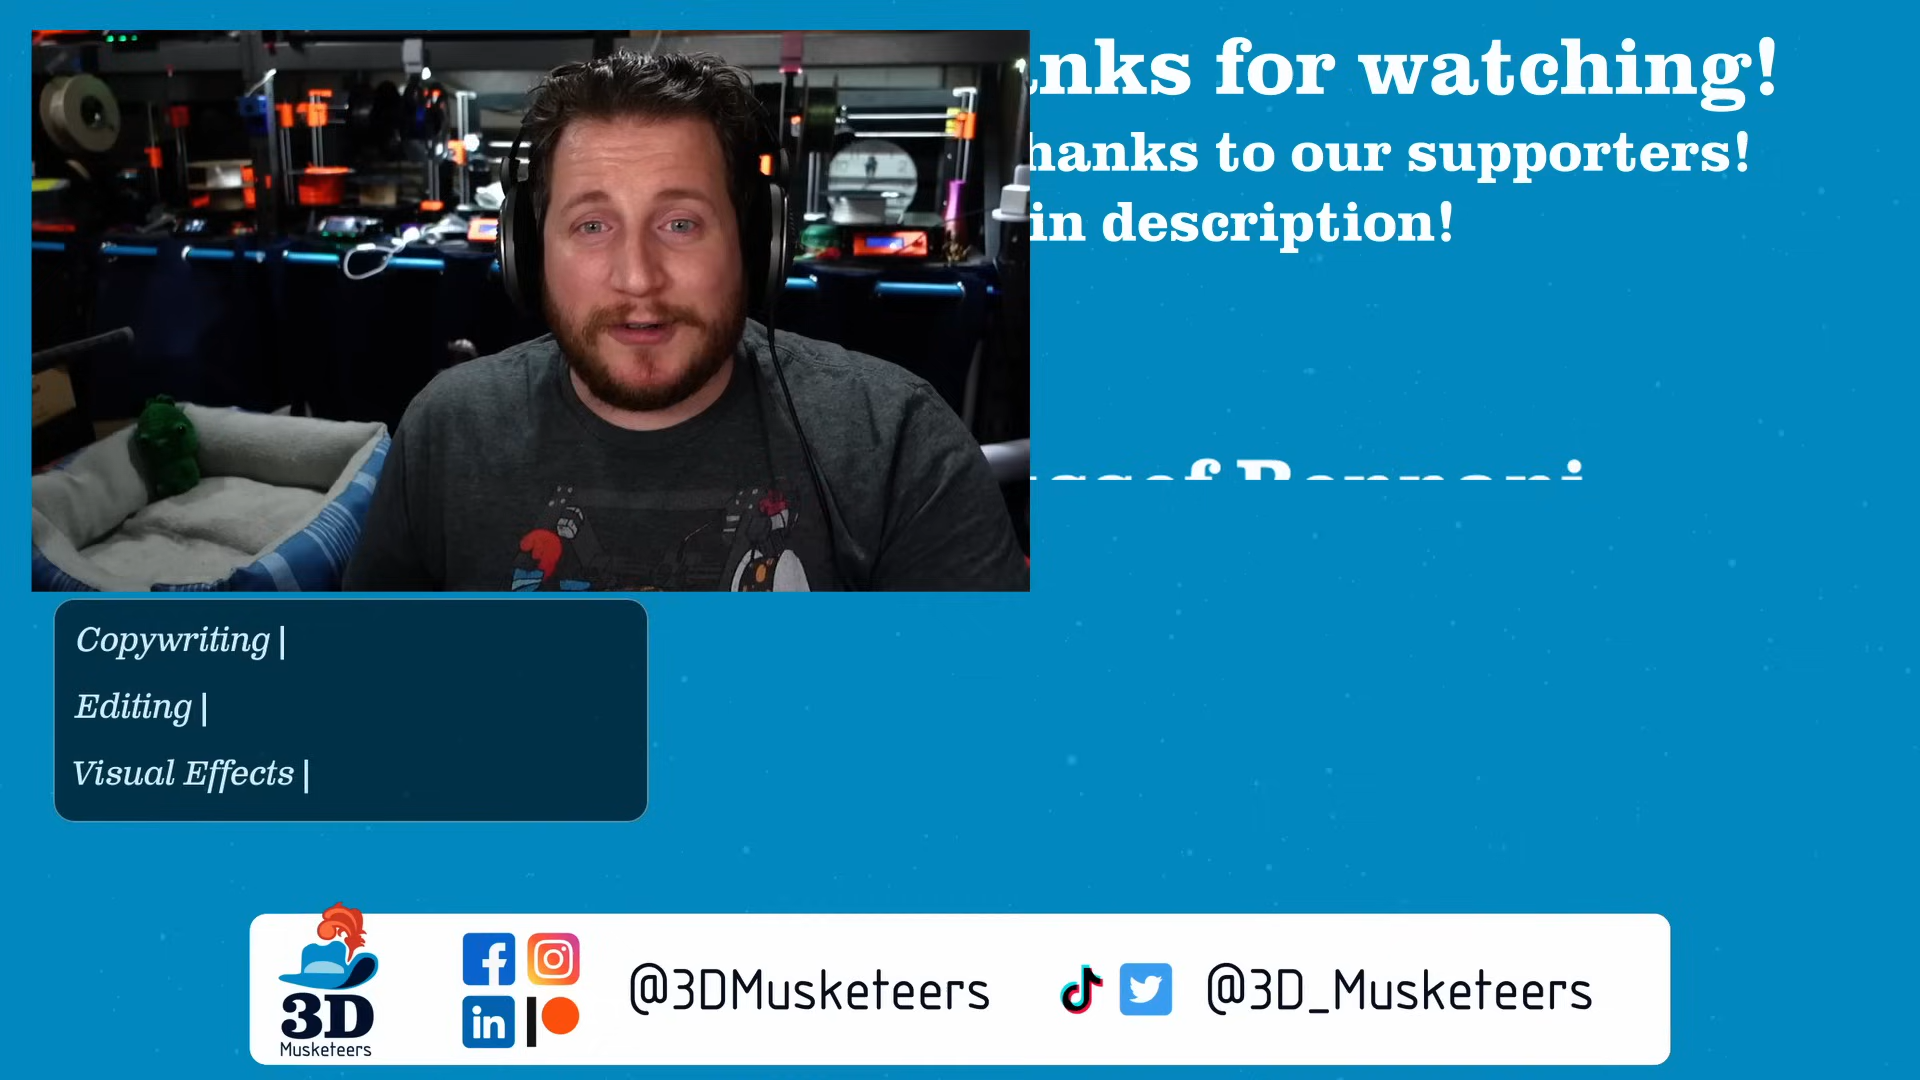 nks for watching!
hanks to our supporters!
in description!
Copywriting |
Editing |
Visual Effects |
3D
Musketeers
@3DMusketeers
@3D_Musketeers